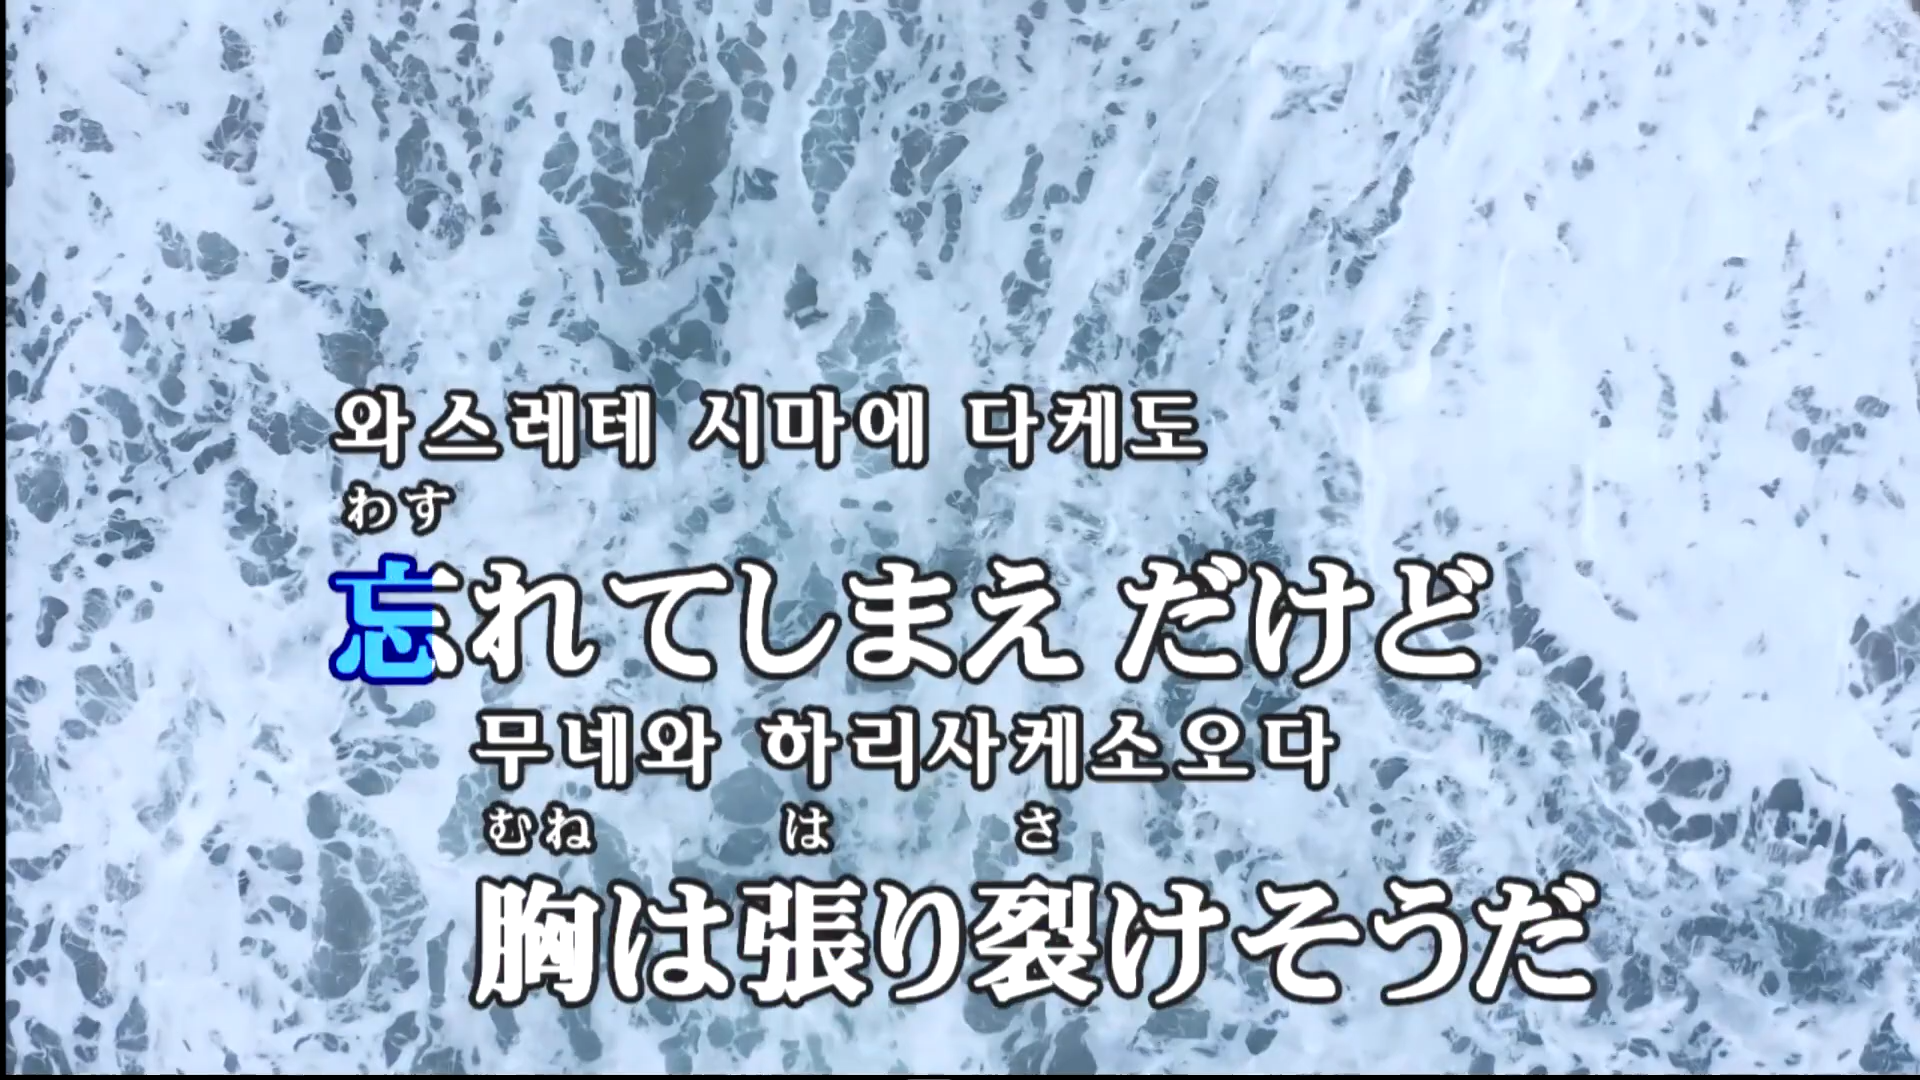 와스레테 시마에 다케도
わす
忘れてしまえ だけど
무네와 하리사케소오다
むね は さ
胸は張り裂けそうだ